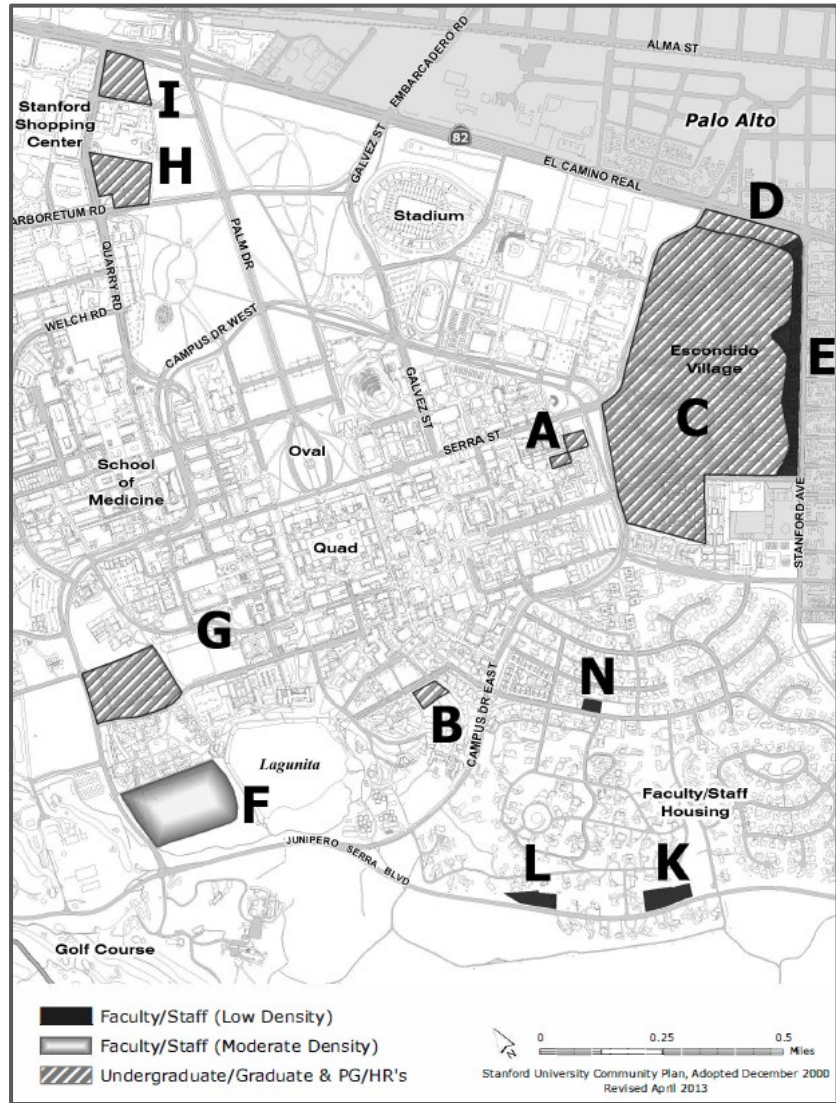 EMBARCADERO RD
ALMA ST
I
Stanford
Shopping
Center
Palo Alto
82
EL CAMINO REAL
GALVEZ ST
H
D
Stadium
ARBORETUM RD
PALM DR
QUARRY RD
WELCH RD
CAMPUS DR WEST
Escondido
Village
E
GALVEZ ST
C
A
SERRA ST
Oval
School
of
Medicine
STANFORD AVE
Quad
G
N
B
CAMPUS DR EAST
Lagunita
F
Faculty/Staff
Housing
JUNIPERO SERRA BLVD
L
K
Golf Course
Faculty/Staff (Low Density)
Faculty/Staff (Moderate Density)
Undergraduate/Graduate & PG/HR's
N
0 0.25 0.5
Miles
Stanford University Community Plan, Adopted December 2000
Revised April 2013